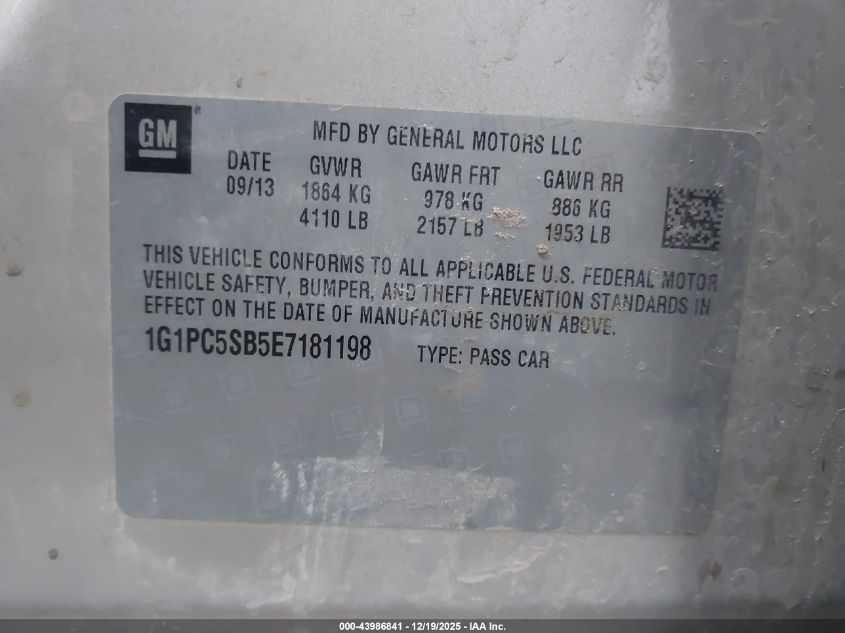 GM®
MFD BY GENERAL MOTORS LLC
DATE GVWR GAWR FRT GAWR RR
09/13 1864 KG 978 KG 886 KG
4110 LB 2157 LB 1953 LB
THIS VEHICLE CONFORMS TO ALL APPLICABLE U.S. FEDERAL MOTOR
VEHICLE SAFETY, BUMPER, AND THEFT PREVENTION STANDARDS IN
EFFECT ON THE DATE OF MANUFACTURE SHOWN ABOVE.
1G1PC5SB5E7181198 TYPE: PASS CAR
000-43986841 - 12/19/2025 - IAA Inc.